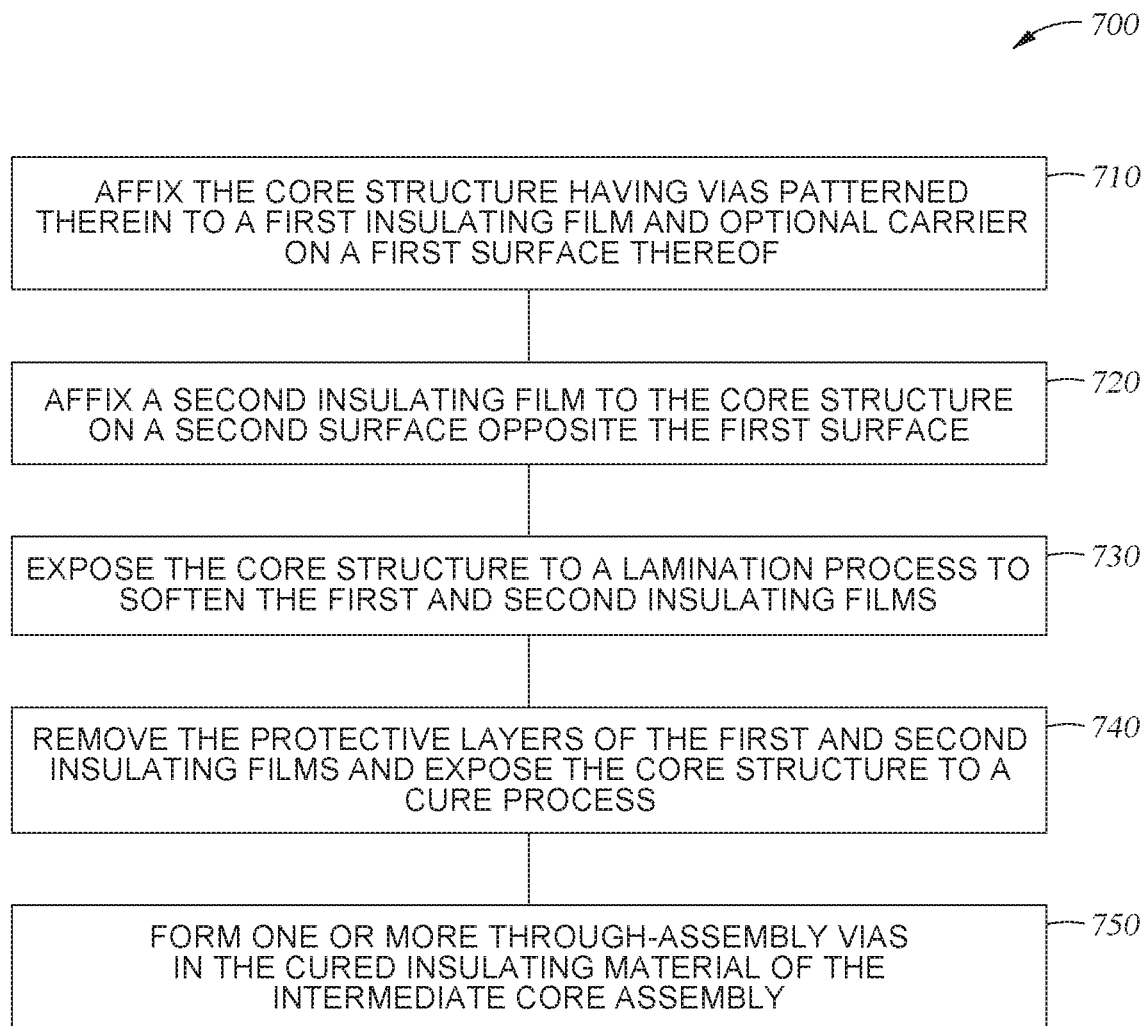 700
710
AFFIX THE CORE STRUCTURE HAVING VIAS PATTERNED
THEREIN TO A FIRST INSULATING FILM AND OPTIONAL CARRIER
ON A FIRST SURFACE THEREOF
720
AFFIX A SECOND INSULATING FILM TO THE CORE STRUCTURE
ON A SECOND SURFACE OPPOSITE THE FIRST SURFACE
730
EXPOSE THE CORE STRUCTURE TO A LAMINATION PROCESS TO
SOFTEN THE FIRST AND SECOND INSULATING FILMS
740
REMOVE THE PROTECTIVE LAYERS OF THE FIRST AND SECOND
INSULATING FILMS AND EXPOSE THE CORE STRUCTURE TO A
CURE PROCESS
750
FORM ONE OR MORE THROUGH-ASSEMBLY VIAS
IN THE CURED INSULATING MATERIAL OF THE
INTERMEDIATE CORE ASSEMBLY